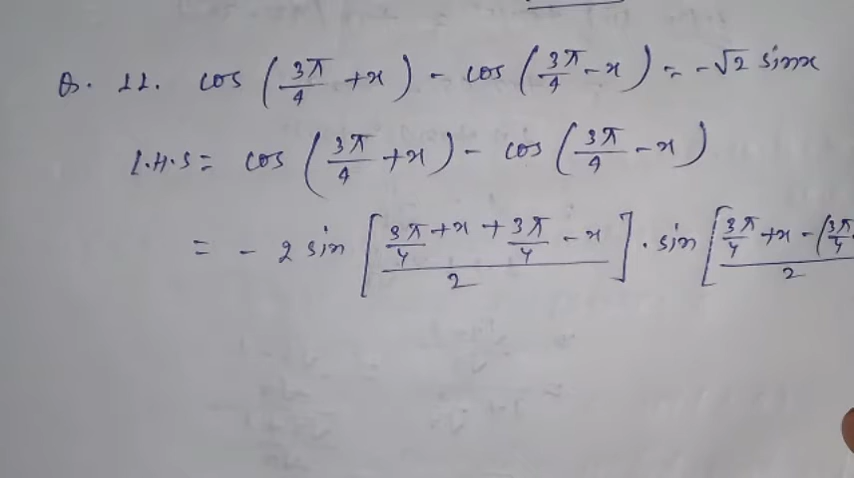 Q. 11. cos (3π/4 + x) - cos (3π/4 - x) = -√2 sinx
L.H.S = cos (3π/4 + x) - cos (3π/4 - x)
= - 2 sin [(3π/4 + x + 3π/4 - x)/2] . sin [(3π/4 + x - (3π/4)/2